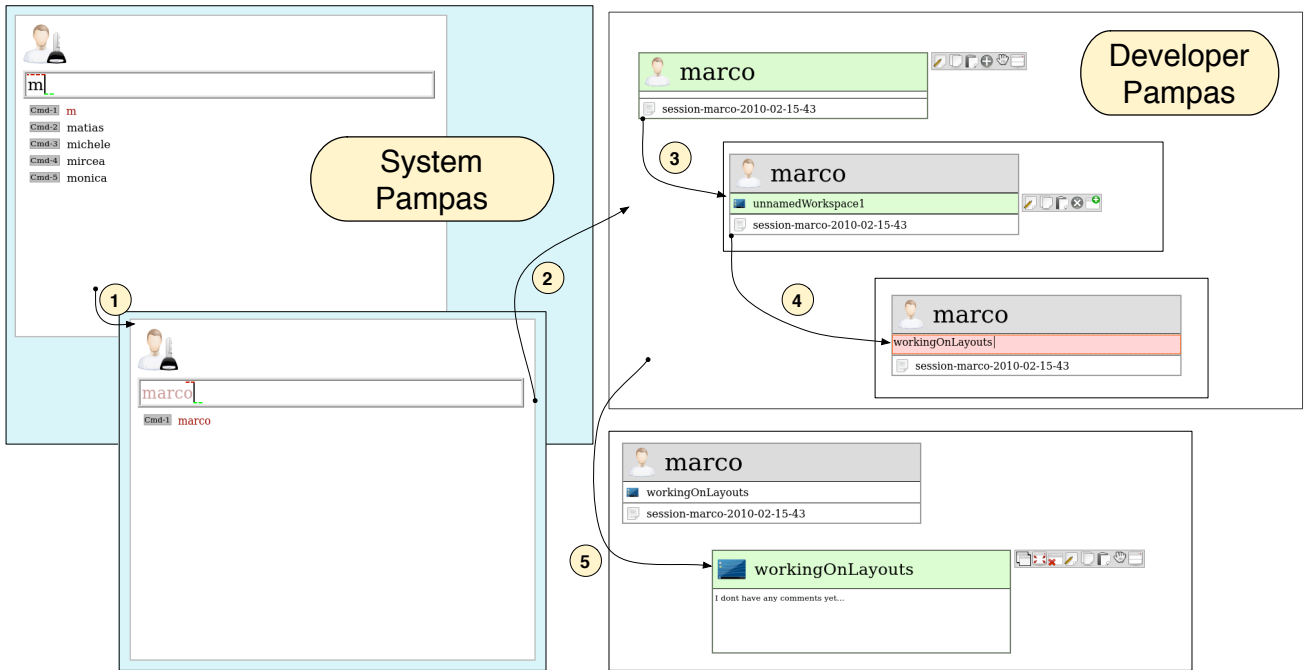 m
Cmd-1 m
Cmd-2 matias
Cmd-3 michele
Cmd-4 mircea
Cmd-5 monica
System
Pampas
1
marco
Cmd-1 marco
2
Developer
Pampas
marco
session-marco-2010-02-15-43
3
marco
unnamedWorkspace1
session-marco-2010-02-15-43
4
marco
workingOnLayouts
session-marco-2010-02-15-43
marco
workingOnLayouts
session-marco-2010-02-15-43
5
workingOnLayouts
I dont have any comments yet...